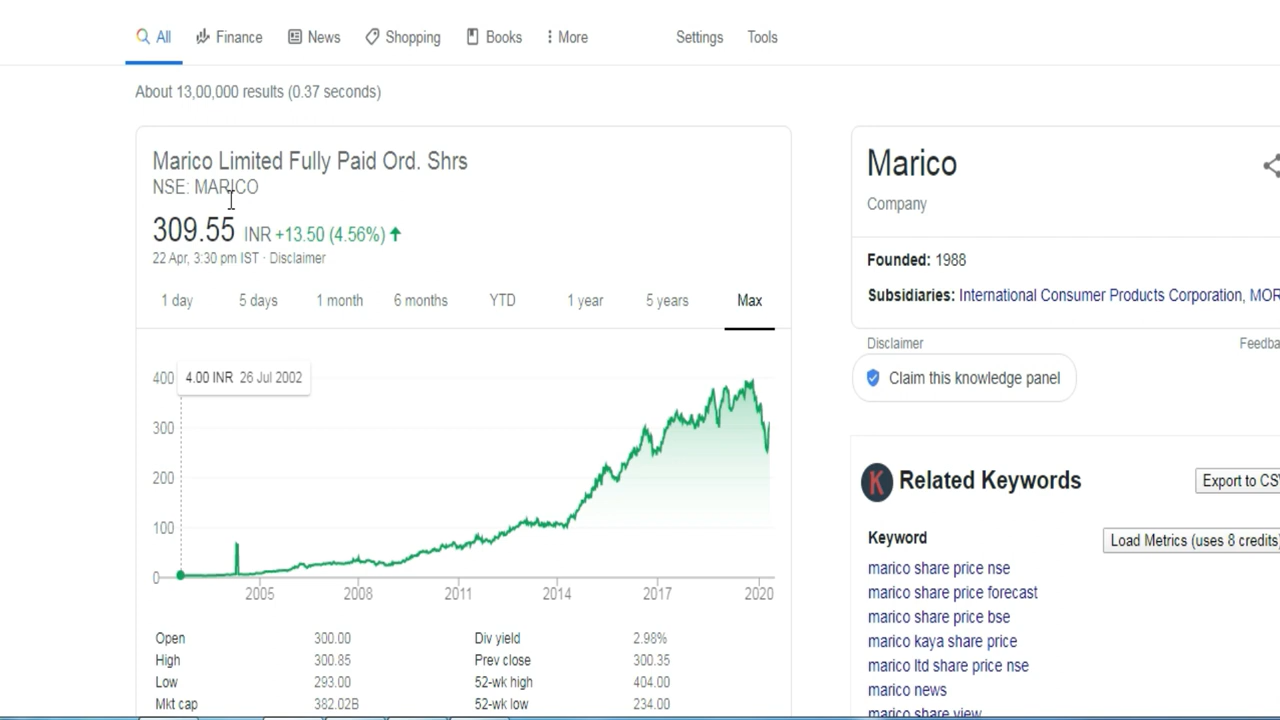 All Finance News Shopping Books More Settings Tools
About 13,00,000 results (0.37 seconds)
Marico Limited Fully Paid Ord. Shrs
NSE: MARICO
309.55 INR +13.50 (4.56%)
22 Apr, 3:30 pm IST · Disclaimer
1 day 5 days 1 month 6 months YTD 1 year 5 years Max
4.00 INR 26 Jul 2002
400
300
200
100
0
2005 2008 2011 2014 2017 2020
Open 300.00 Div yield 2.98%
High 300.85 Prev close 300.35
Low 293.00 52-wk high 404.00
Mkt cap 382.02B 52-wk low 234.00
Marico
Company
Founded: 1988
Subsidiaries: International Consumer Products Corporation, MOR
Disclaimer Feedba
Claim this knowledge panel
K Related Keywords Export to CSV
Keyword Load Metrics (uses 8 credits)
marico share price nse
marico share price forecast
marico share price bse
marico kaya share price
marico ltd share price nse
marico news
marico share view